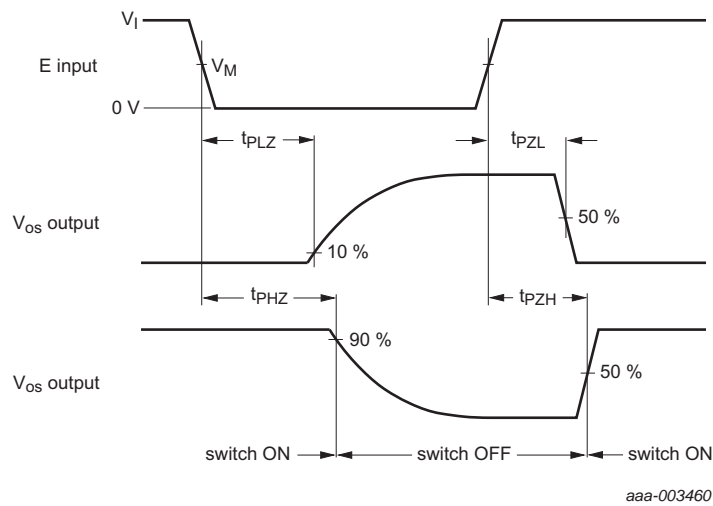 VI
E input
VM
0 V
tPLZ
tPZL
Vos output
50 %
10 %
tPHZ
tPZH
90 %
Vos output
50 %
switch ON
switch OFF
switch ON
aaa-003460